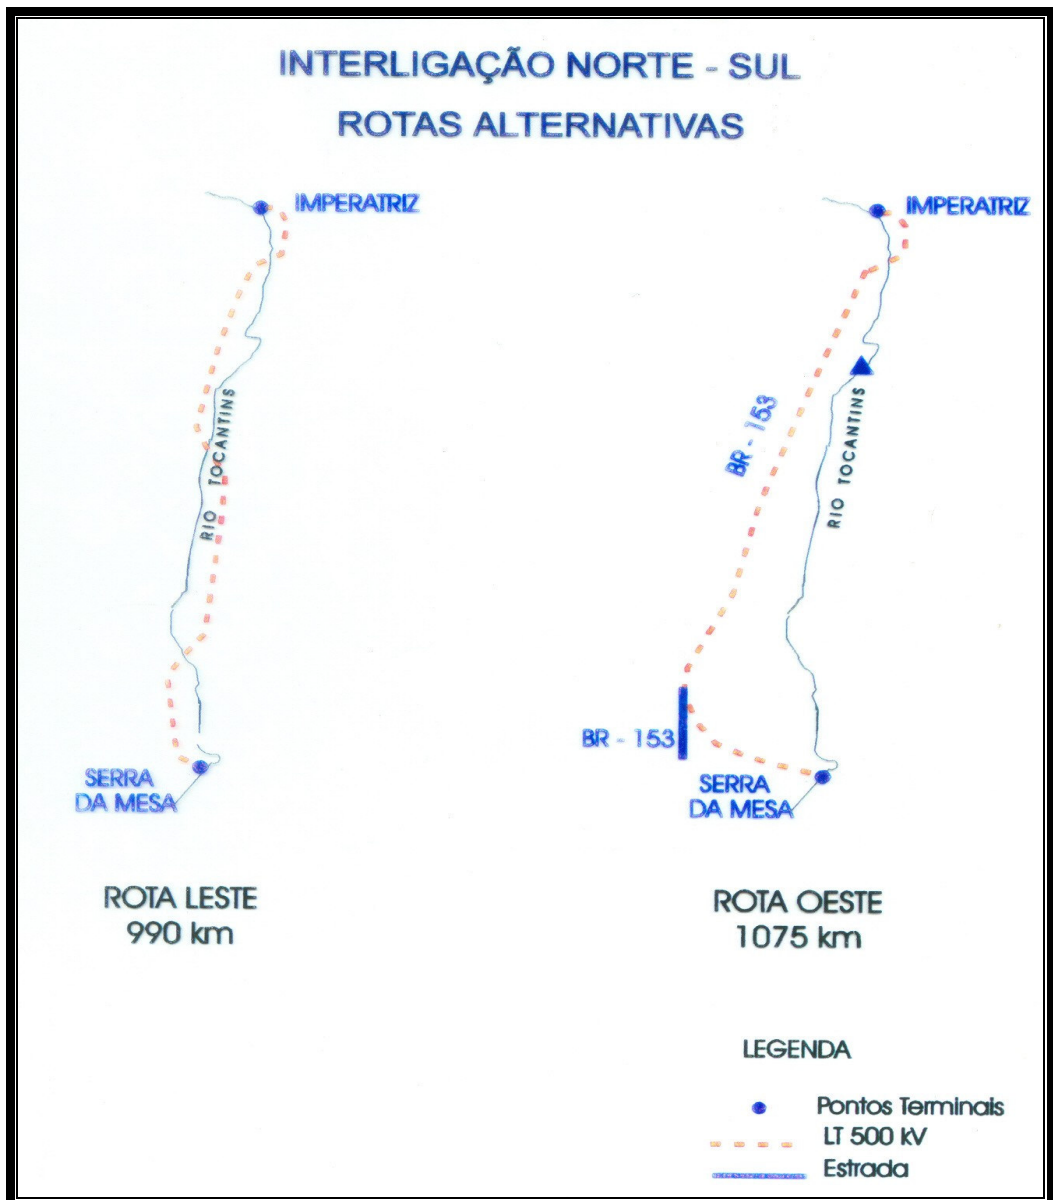 INTERLIGAÇÃO NORTE - SUL
ROTAS ALTERNATIVAS
IMPERATRIZ
RIO TOCANTINS
SERRA
DA MESA
ROTA LESTE
990 km
IMPERATRIZ
BR - 153
RIO TOCANTINS
BR - 153
SERRA
DA MESA
ROTA OESTE
1075 km
LEGENDA
Pontos Terminais
LT 500 kV
Estrada